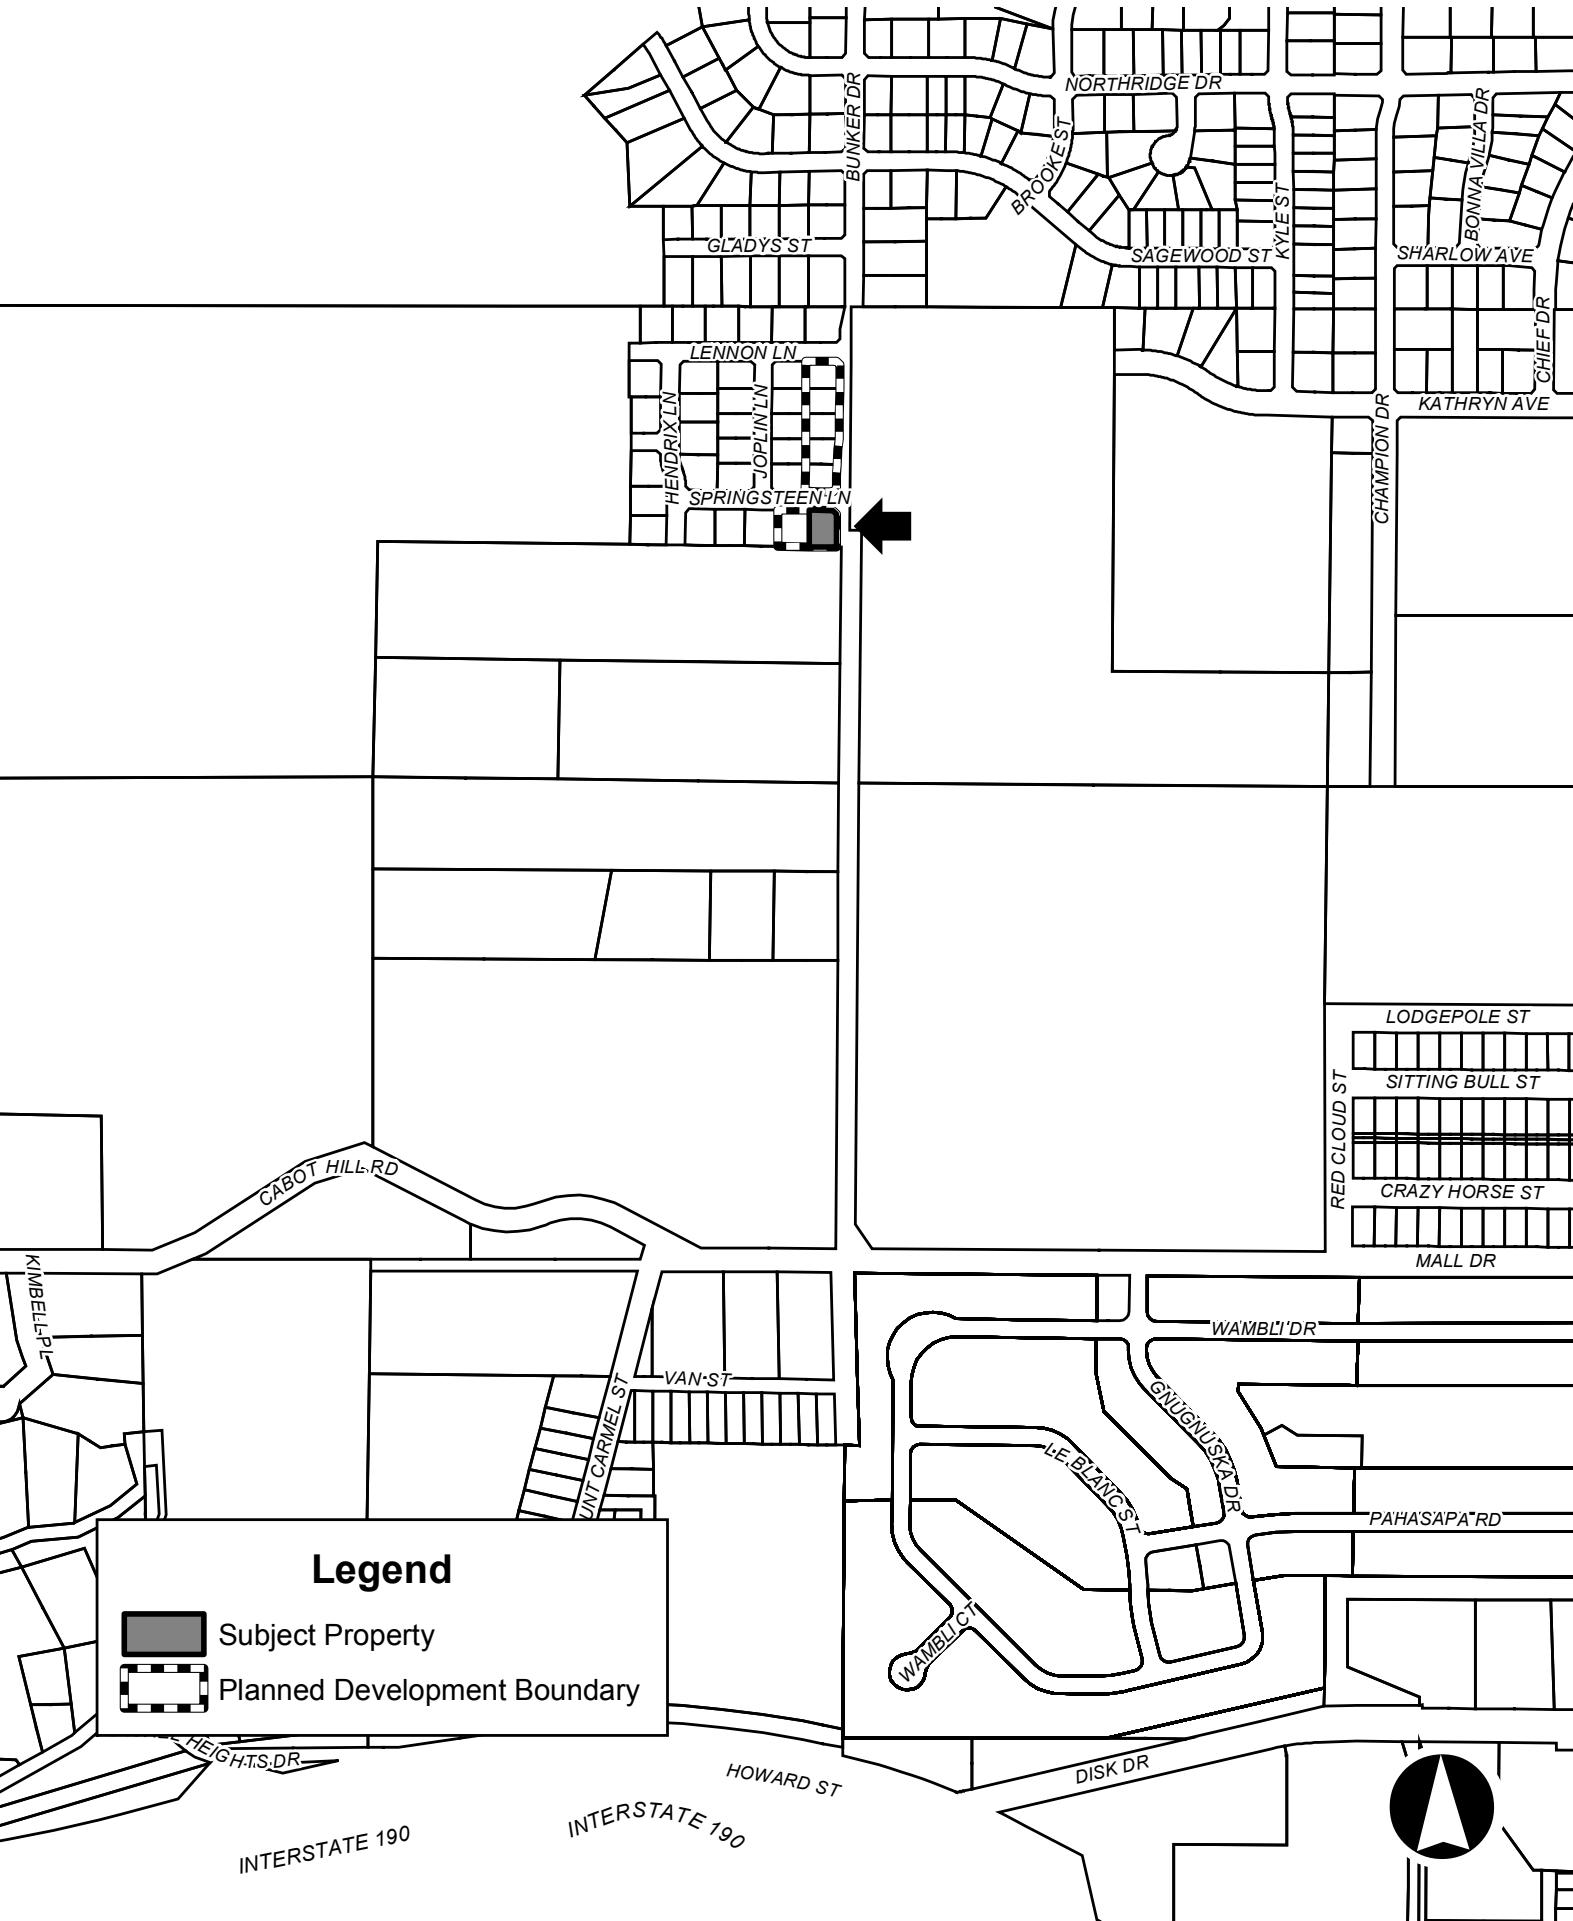 NORTHRIDGE DR
BUNKER DR
BROOKE ST
BONNA VILLA DR
KYLE ST
GLADYS ST
SAGEWOOD ST
SHARLOW AVE
CHIEF DR
LENNON LN
HENDRIX LN
JOPLIN LN
KATHRYN AVE
CHAMPION DR
SPRINGSTEEN LN
LODGEPOLE ST
SITTING BULL ST
RED CLOUD ST
CRAZY HORSE ST
CABOT HILL RD
MALL DR
KIMBELL PL
WAMBLI DR
VAN ST
GNUGNUSKA DR
UNT CARMEL ST
LE BLANC ST
PAHASAPA RD
Legend
Subject Property
Planned Development Boundary
WAMBLI CT
HEIGHTS DR
HOWARD ST
DISK DR
INTERSTATE 190
INTERSTATE 190